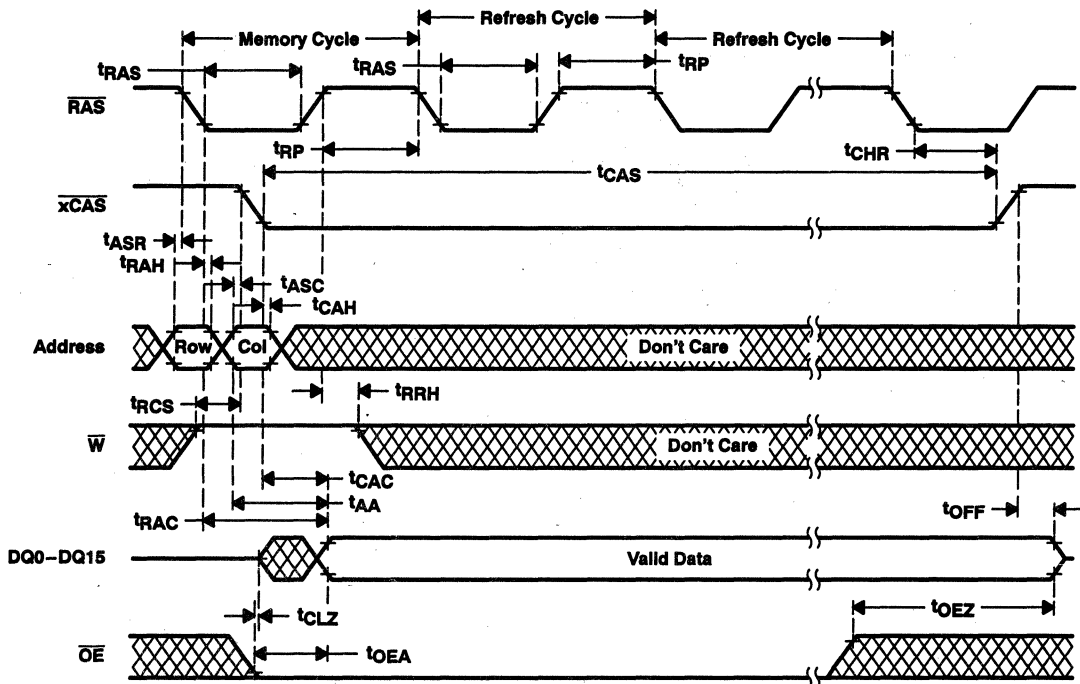 Refresh Cycle
Memory Cycle
Refresh Cycle
tRAS
tRAS
tRP
RAS
tRP
tCHR
tCAS
xCAS
tASR
tRAH
tASC
tCAH
Address
Row
Col
Don't Care
tRRH
tRCS
W
Don't Care
tCAC
tAA
tRAC
tOFF
DQ0–DQ15
Valid Data
tCLZ
tOEZ
OE
tOEA